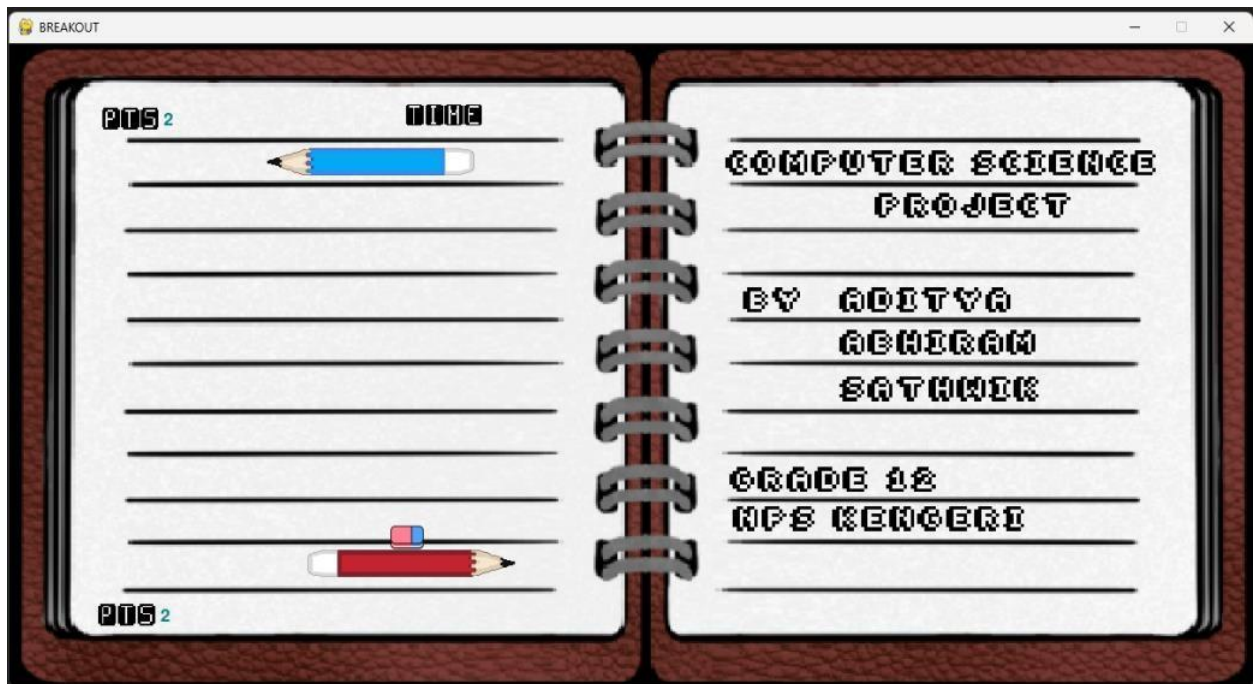 BREAKOUT
PTS 2
TIME
COMPUTER SCIENCE
PROJECT
BY ADITYA
ABHIRAM
SATHWIK
GRADE 12
NPS KENGERI
PTS 2